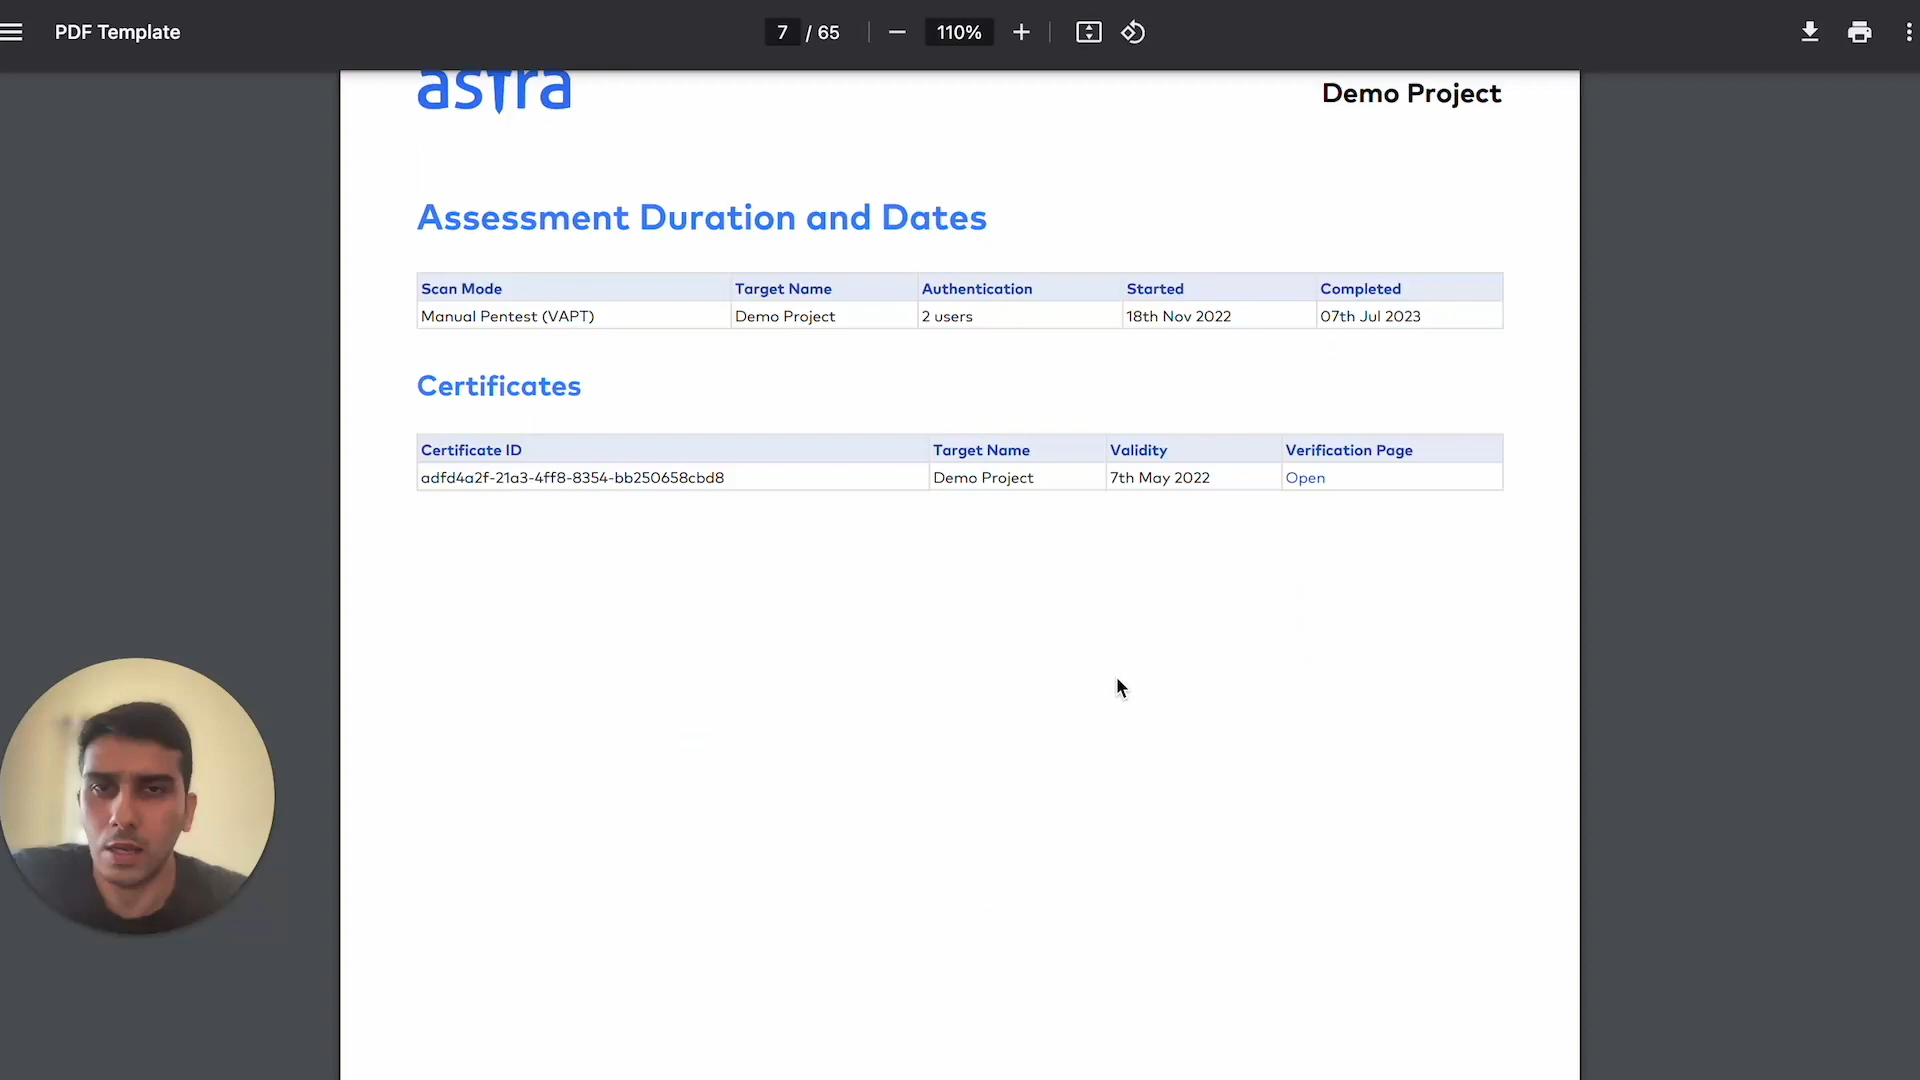 PDF Template
7 / 65
110%
astra
Demo Project
Assessment Duration and Dates
Scan Mode Target Name Authentication Started Completed
Manual Pentest (VAPT) Demo Project 2 users 18th Nov 2022 07th Jul 2023
Certificates
Certificate ID Target Name Validity Verification Page
adfd4a2f-21a3-4ff8-8354-bb250658cbd8 Demo Project 7th May 2022 Open